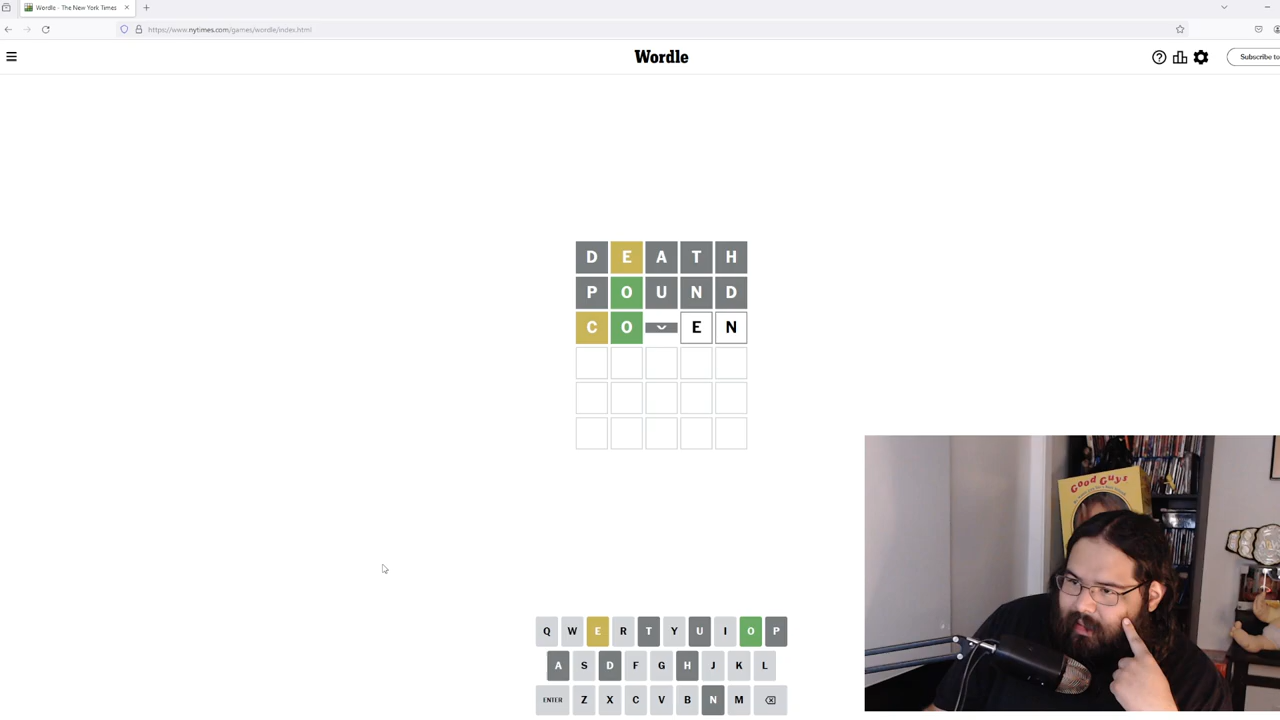 Wordle - The New York Times
https://www.nytimes.com/games/wordle/index.html
Wordle
Subscribe to
D E A T H
P O U N D
C O V E N
Q W E R T Y U I O P
A S D F G H J K L
ENTER Z X C V B N M
Good Guys